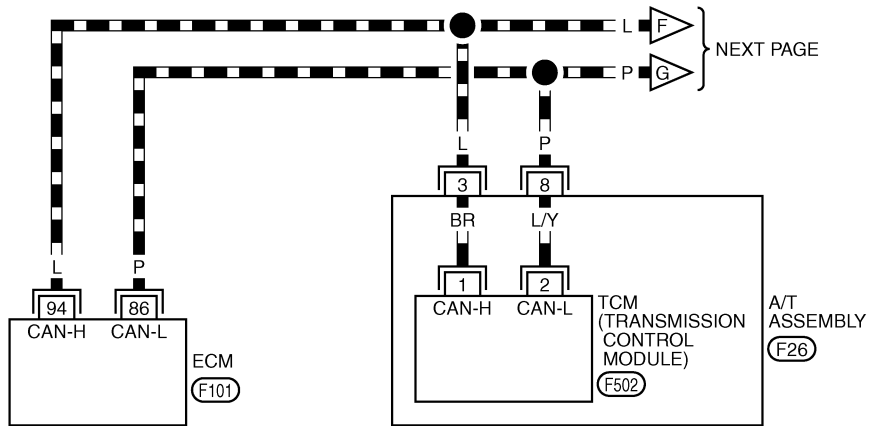 L F
NEXT PAGE
P G
L P
3 8
BR L/Y
L P
1 2
94 86
CAN-H CAN-L
TCM
(TRANSMISSION
CONTROL
MODULE)
F502
A/T
ASSEMBLY
F26
CAN-H CAN-L
ECM
F101